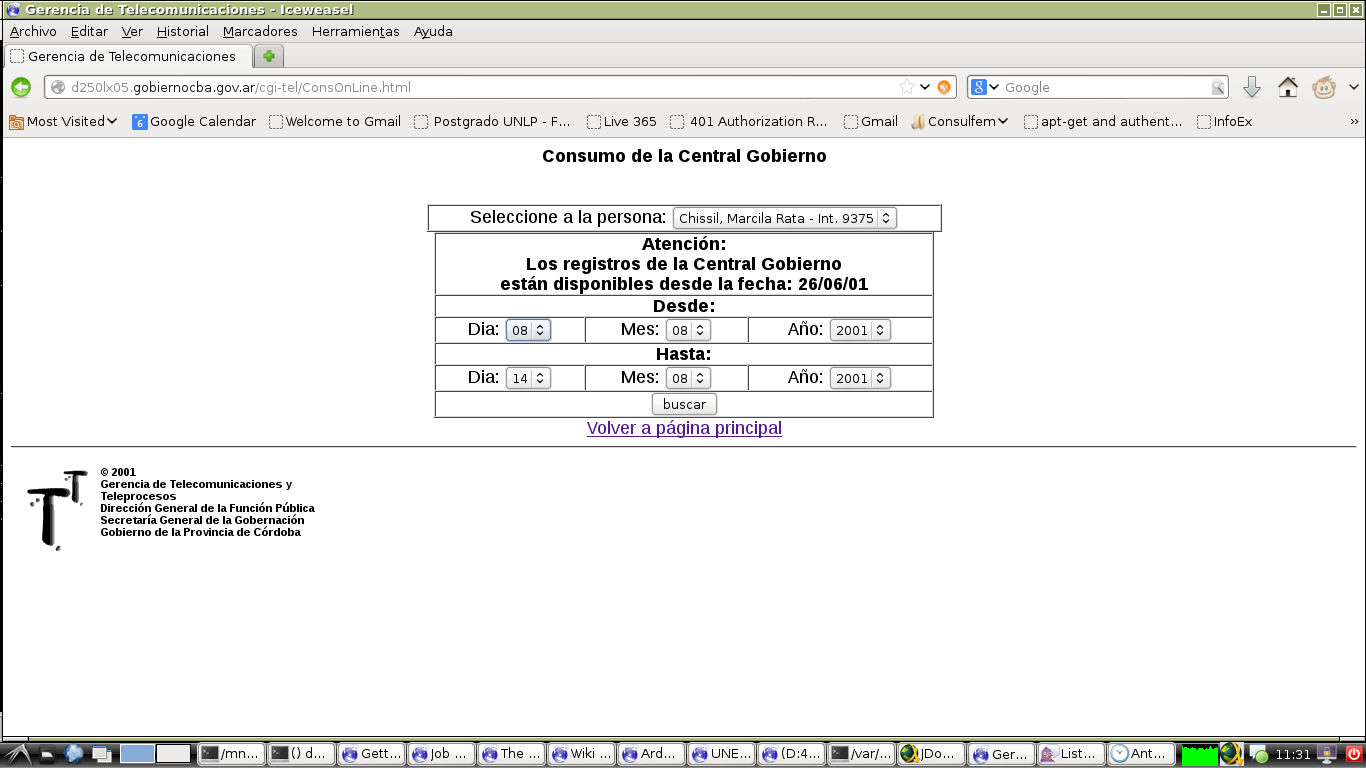 Gerencia de Telecomunicaciones - Iceweasel
Archivo Editar Ver Historial Marcadores Herramientas Ayuda
Gerencia de Telecomunicaciones
d250lx05.gobiernocba.gov.ar/cgi-tel/ConsOnLine.html
Google
Most Visited Google Calendar Welcome to Gmail Postgrado UNLP - F... Live 365 401 Authorization R... Gmail Consulfem apt-get and authent... InfoEx »
Consumo de la Central Gobierno
Seleccione a la persona: Chissil, Marcila Rata - Int. 9375
Atención:
Los registros de la Central Gobierno
están disponibles desde la fecha: 26/06/01
Desde:
Dia: 08 Mes: 08 Año: 2001
Hasta:
Dia: 14 Mes: 08 Año: 2001
buscar
Volver a página principal
© 2001
Gerencia de Telecomunicaciones y
Teleprocesos
Dirección General de la Función Pública
Secretaría General de la Gobernación
Gobierno de la Provincia de Córdoba
/mn... () d... Gett... Job ... The ... Wiki ... Ard... UNE... (D:4... /var/... JDo... Ger... List... Ant... 11:31